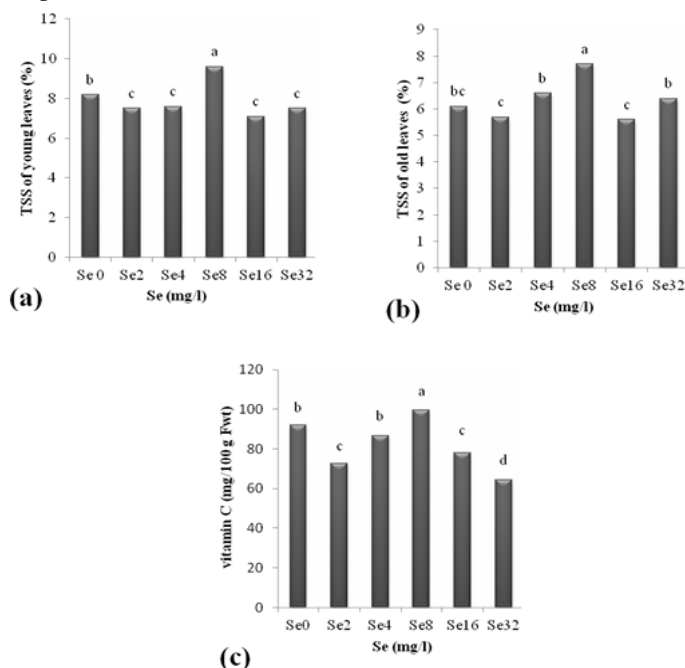 TSS of young leaves (%)
12
10
8
6
4
2
0
b
c
c
a
c
c
Se 0
Se2
Se4
Se8
Se16
Se32
Se (mg/l)
(a)
TSS of old leaves (%)
9
8
7
6
5
4
3
2
1
0
bc
c
b
a
c
b
Se 0
Se2
Se4
Se8
Se16
Se32
Se (mg/l)
(b)
vitamin C (mg/100 g Fwt)
120
100
80
60
40
20
0
b
c
b
a
c
d
Se0
Se2
Se4
Se8
Se16
Se32
Se (mg/l)
(c)